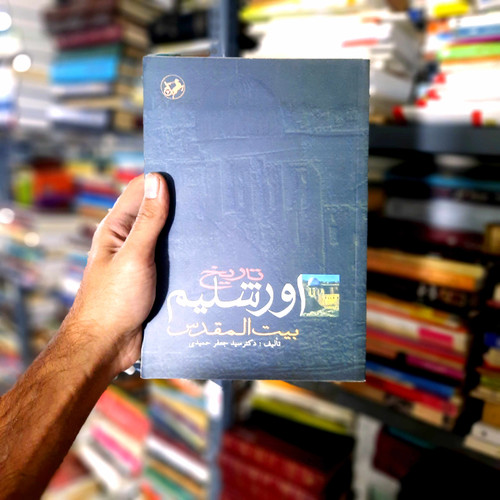 تاریخ
اورشلیم
بیت المقدس
تألیف: دکتر سید جعفر حمیدی